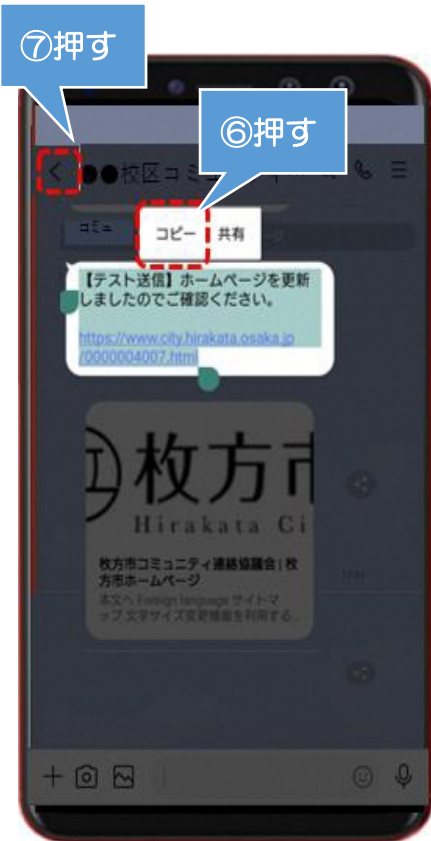 ⑦押す
⑥押す
●●校区コミュ
コミュ
コピー 共有
【テスト送信】ホームページを更新
しましたのでご確認ください。
https://www.city.hirakata.osaka.jp
/0000004007.html
枚方市
Hirakata Ci
枚方市コミュニティ連絡協議会 | 枚
方市ホームページ
本文へ Foreign language サイトマ
ップ 文字サイズ変更機能を利用する...